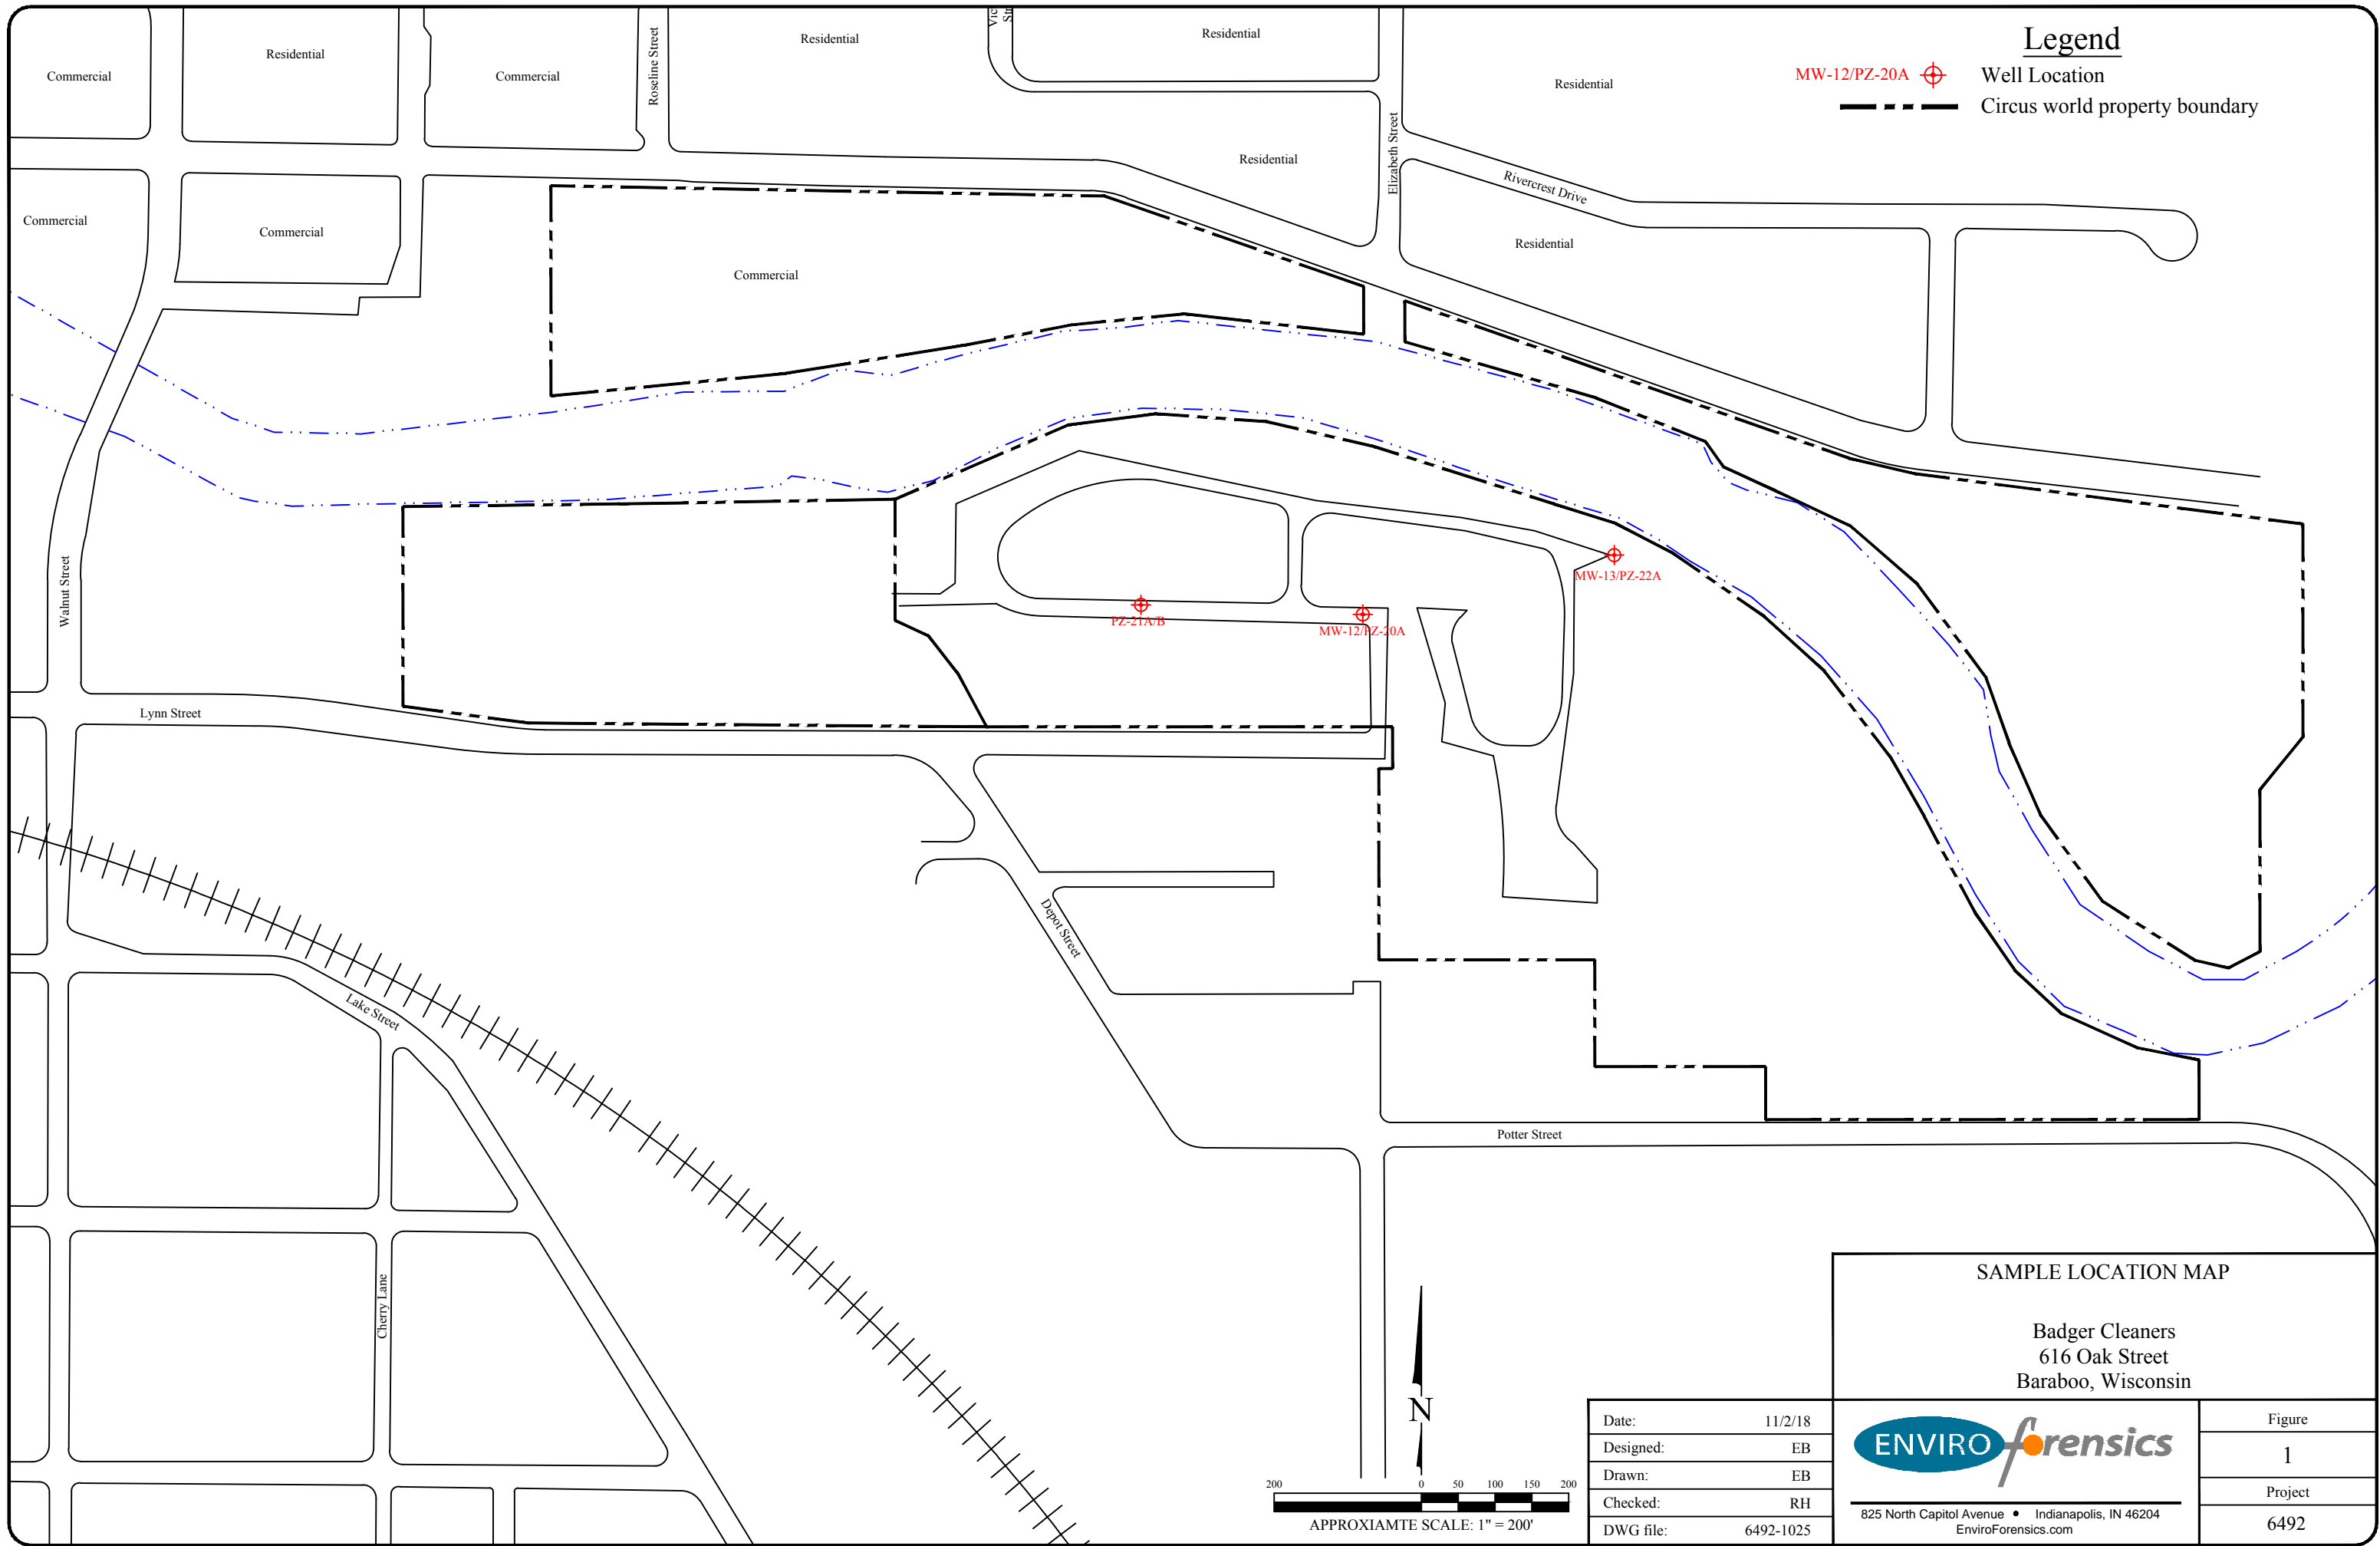 Legend
MW-12/PZ-20A Well Location
Circus world property boundary
Commercial
Residential
Commercial
Roseline Street
Residential
Residential
Residential
Elizabeth Street
Residential
Rivercrest Drive
Commercial
Commercial
Commercial
Residential
Walnut Street
MW-13/PZ-22A
PZ-21A/B
MW-12/PZ-20A
Lynn Street
Depot Street
Lake Street
Potter Street
Cherry Lane
N
200 0 50 100 150 200
APPROXIAMTE SCALE: 1" = 200'
SAMPLE LOCATION MAP
Badger Cleaners
616 Oak Street
Baraboo, Wisconsin
Date: 11/2/18
Designed: EB
Drawn: EB
Checked: RH
DWG file: 6492-1025
ENVIROforensics
825 North Capitol Avenue • Indianapolis, IN 46204
EnviroForensics.com
Figure
1
Project
6492